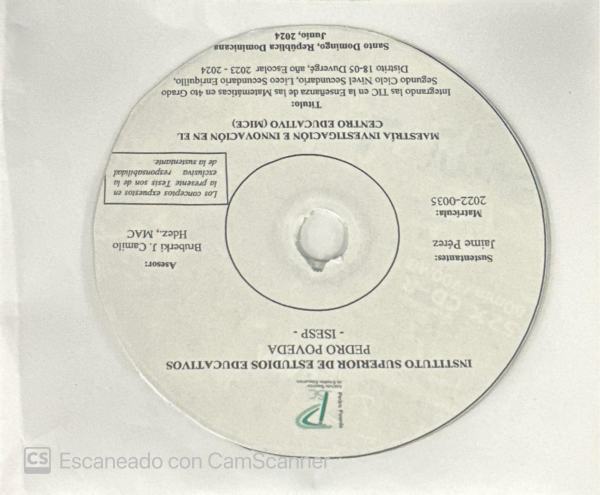 Pedro Poveda
INSTITUTO SUPERIOR DE ESTUDIOS EDUCATIVOS
PEDRO POVEDA
- ISESP -
Sustentantes:
Jaime Pérez
Matrícula:
2022-0035
Asesor:
Bruberki J. Camilo
Hdez., MAC
Los conceptos expuestos en
la presente Tesis son de la
exclusiva responsabilidad
de la sustentante.
MAESTRÍA INVESTIGACIÓN E INNOVACIÓN EN EL
CENTRO EDUCATIVO (MICE)
Título:
Integrando las TIC en la Enseñanza de las Matemáticas en 4to Grado
Segundo Ciclo Nivel Secundario, Liceo Secundario Enriquillo,
Distrito 18-05 Duvergé, año Escolar 2023 - 2024
Santo Domingo, República Dominicana
Junio, 2024
CS Escaneado con CamScanner